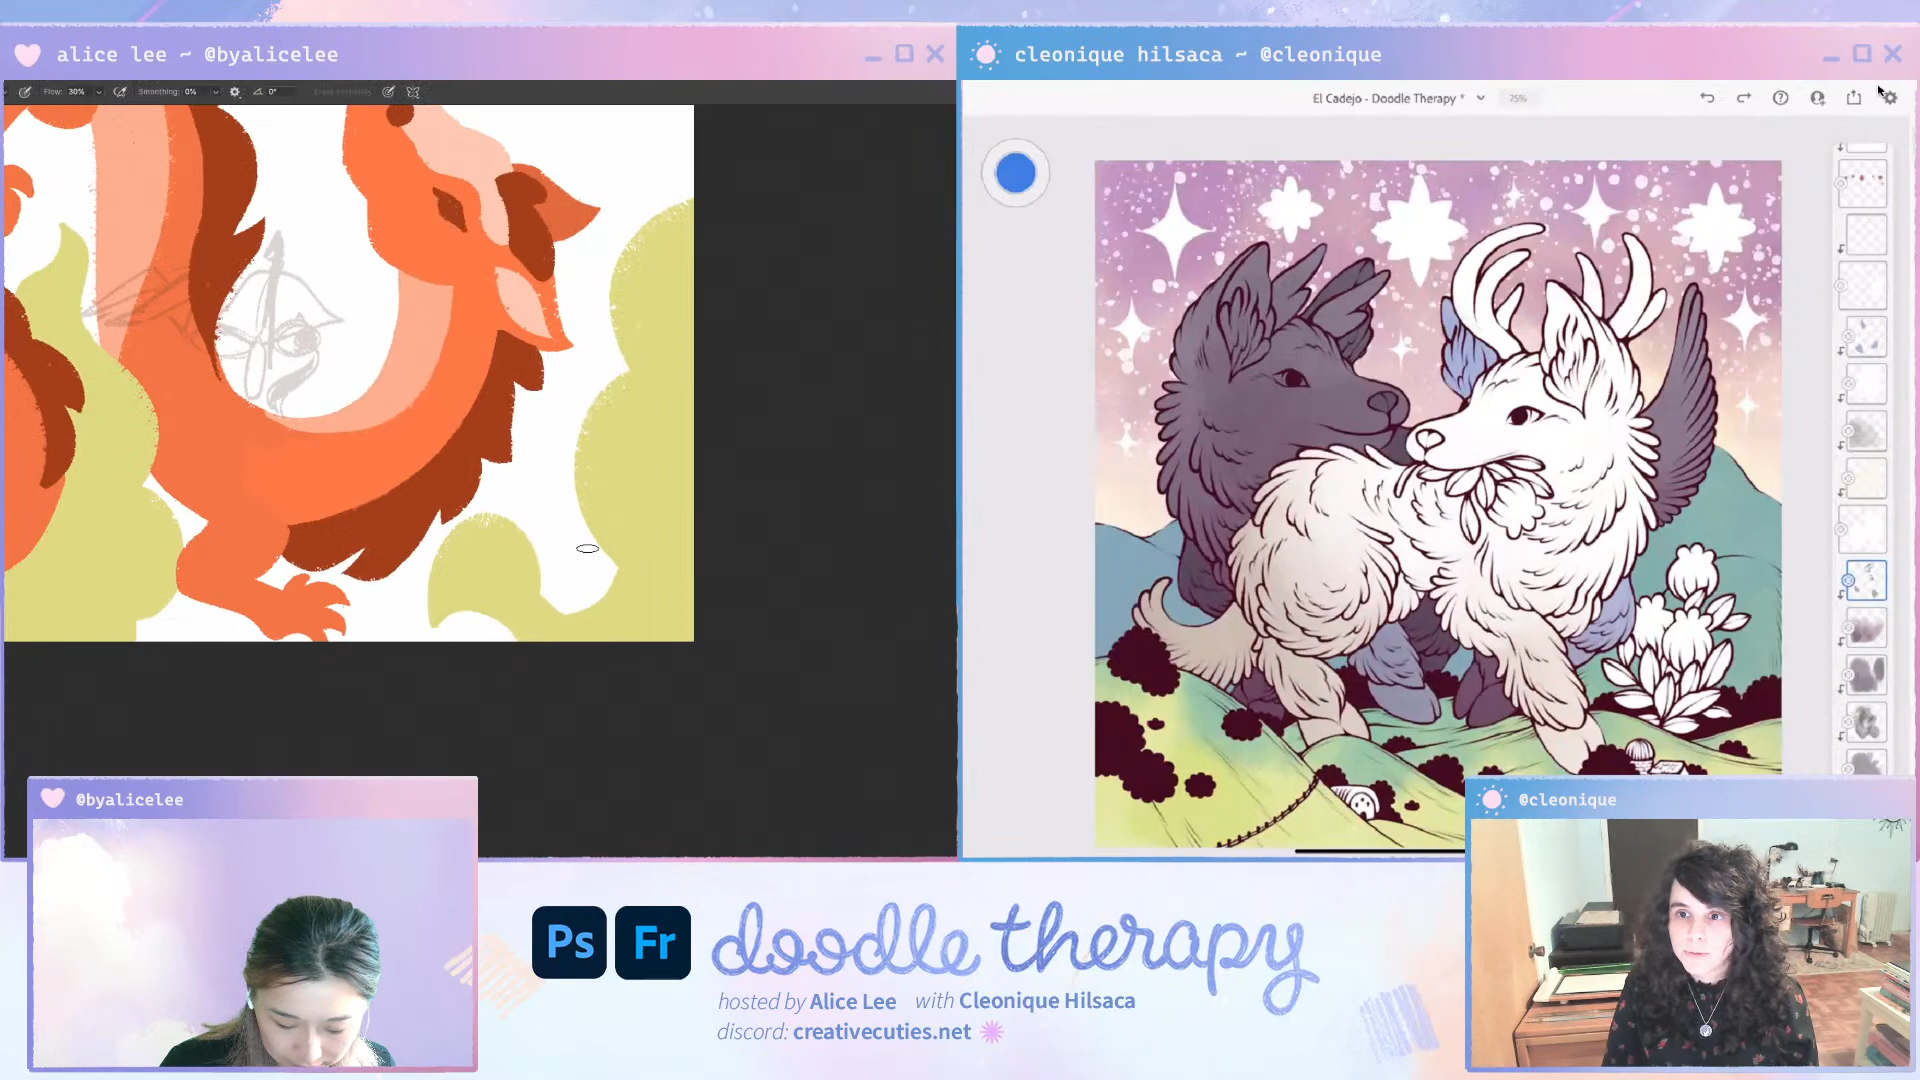 alice lee ~ @byalicelee
cleonique hilsaca ~ @cleonique
Flow: 30%
Smoothing: 0%
0°
El Cadejo - Doodle Therapy *
25%
@byalicelee
@cleonique
Ps Fr doodle therapy
hosted by Alice Lee with Cleonique Hilsaca
discord: creativecuties.net